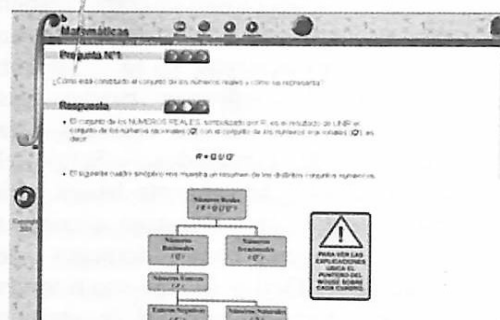 Matemáticas
Pregunta Nº1
¿Cómo está constituido el conjunto de los números reales y cómo se representa?
Respuesta
• El conjunto de los NÚMEROS REALES, simbolizado por R, es el resultado de UNIR el
conjunto de los números racionales (Q) con el conjunto de los números irracionales (Q'), es
decir:
R = Q U Q'
• El siguiente cuadro sinóptico nos muestra un resumen de los distintos conjuntos numéricos.
Números Reales
( R = Q U Q' )
Números
Racionales
( Q )
Números
Irracionales
( Q' )
Números Enteros
Enteros Negativos
Números Naturales
PARA VER LAS
EXPLICACIONES
UBICA EL
PUNTERO DEL
MOUSE SOBRE
CADA CUADRO.
Copyright